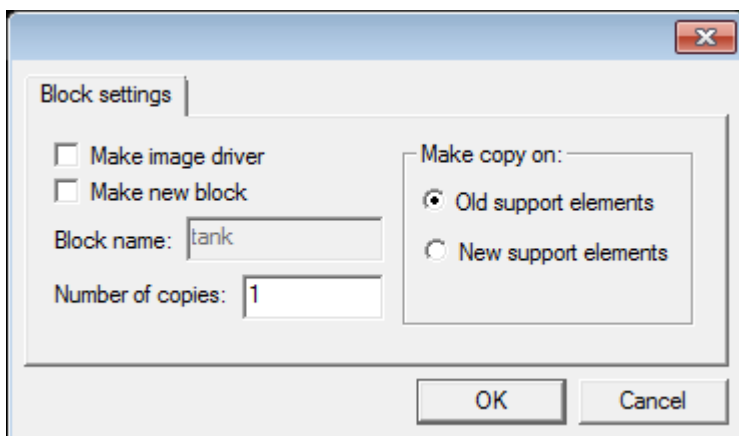 Block settings
Make image driver
Make new block
Block name: tank
Number of copies: 1
Make copy on:
Old support elements
New support elements
OK
Cancel